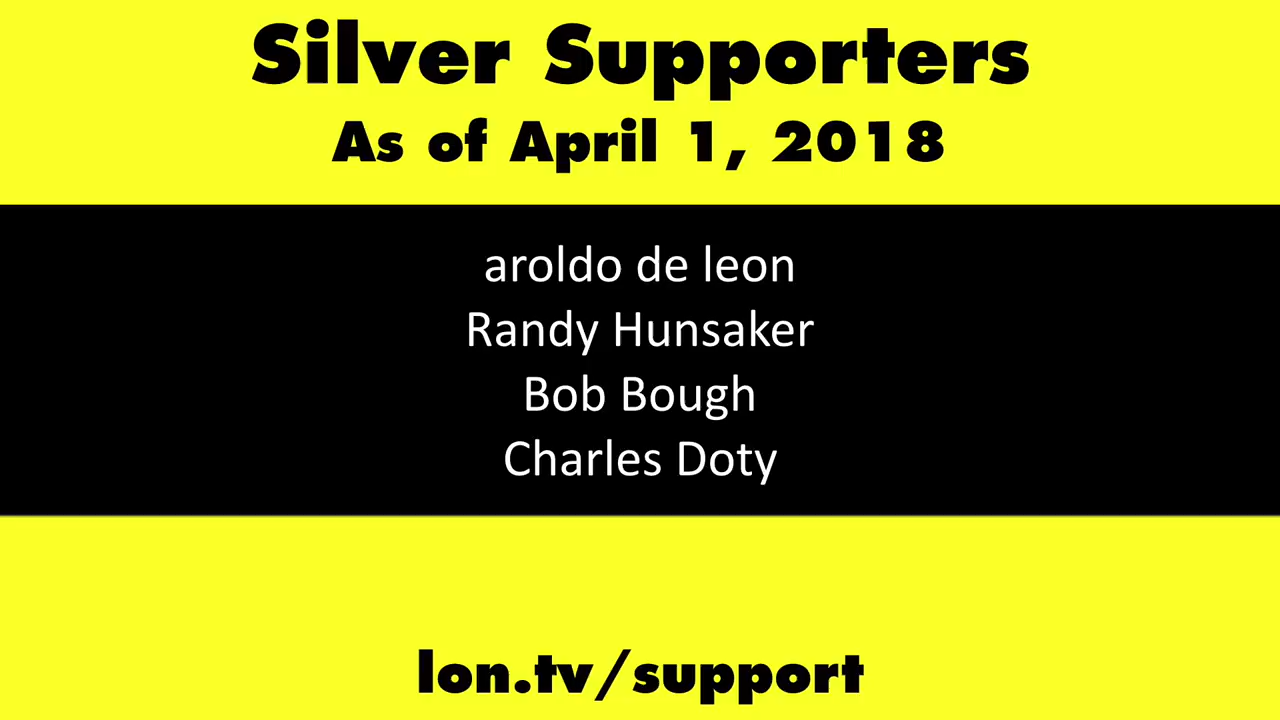 Silver Supporters
As of April 1, 2018
aroldo de leon
Randy Hunsaker
Bob Bough
Charles Doty
lon.tv/support